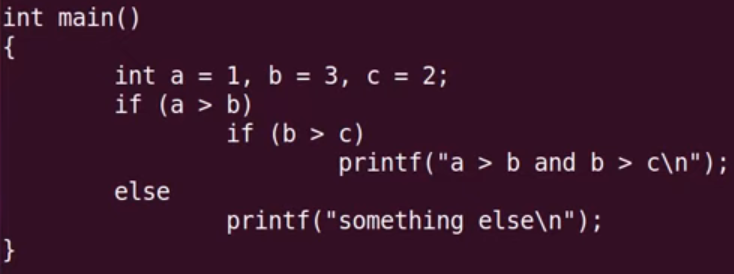 int main()
{
        int a = 1, b = 3, c = 2;
        if (a > b)
                if (b > c)
                        printf("a > b and b > c\n");
        else
                printf("something else\n");
}